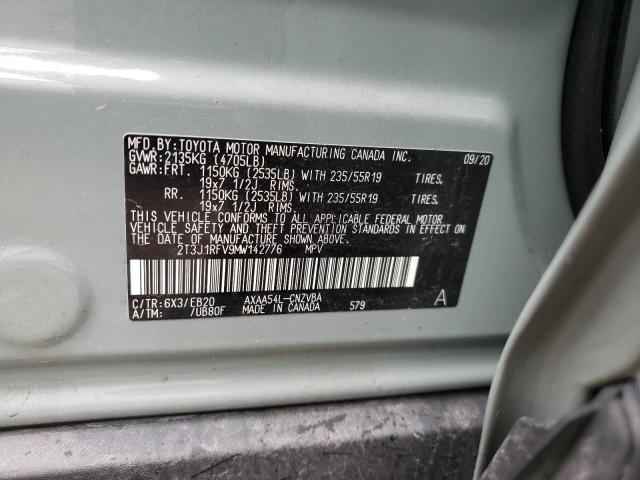 MFD.BY:TOYOTA MOTOR MANUFACTURING CANADA INC. 09/20
GVWR:2135KG (4705LB)
GAWR:FRT. 1150KG (2535LB) WITH 235/55R19 TIRES.
19x7 1/2J RIMS.
RR. 1150KG (2535LB) WITH 235/55R19 TIRES.
19x7 1/2J RIMS.
THIS VEHICLE CONFORMS TO ALL APPLICABLE FEDERAL MOTOR
VEHICLE SAFETY, BUMPER, AND THEFT PREVENTION
STANDARDS IN EFFECT ON THE
DATE OF MANUFACTURE SHOWN ABOVE.
2T3J1RFV9MW142776 MPV
C/TR:6X3/EB20 AXAA54L-CNZVBA A
A/TM: /UB80F MADE IN CANADA 579